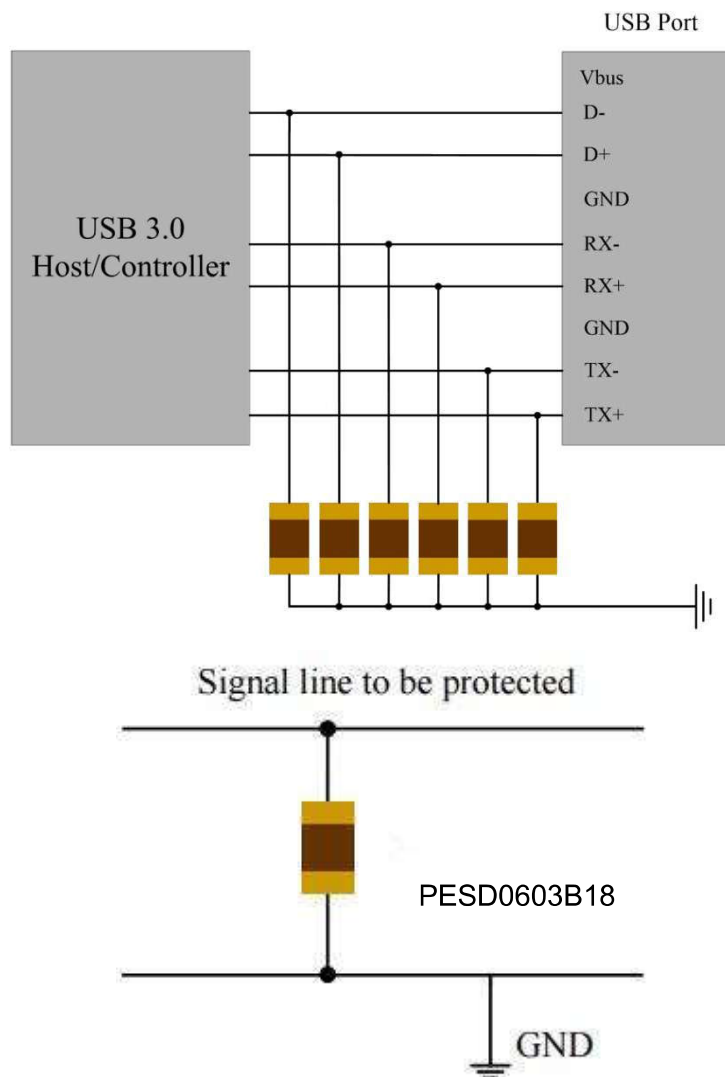 USB Port
Vbus
D-
D+
GND
USB 3.0
Host/Controller
RX-
RX+
GND
TX-
TX+
Signal line to be protected
PESD0603B18
GND